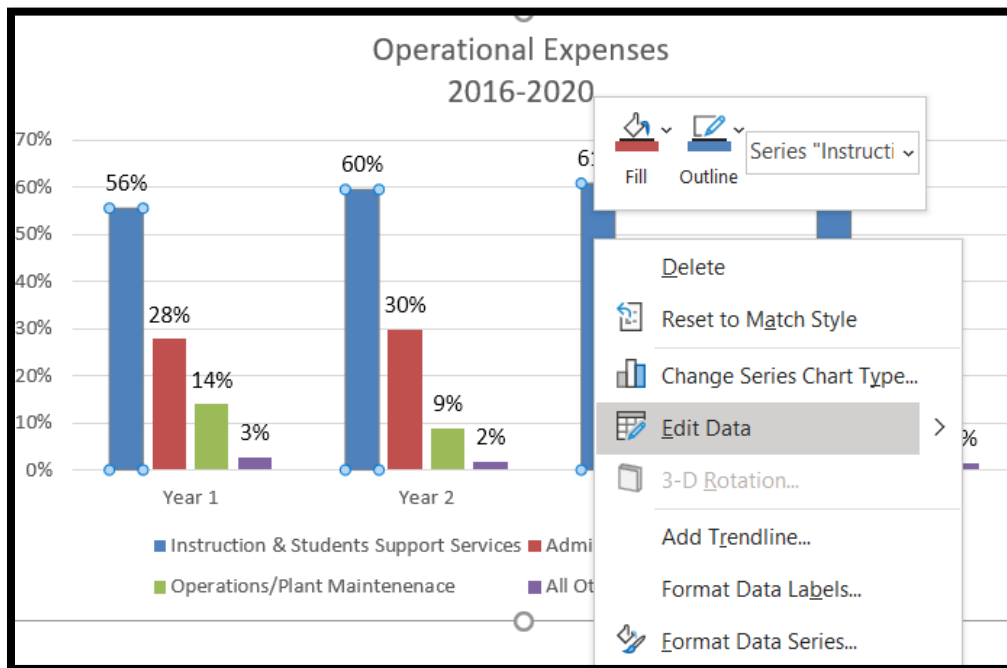 Operational Expenses
2016-2020
Fill
Outline
Series "Instructi
70%
60%
50%
40%
30%
20%
10%
0%
56%
28%
14%
3%
60%
30%
9%
2%
%
Year 1
Year 2
Instruction & Students Support Services
Operations/Plant Maintenenace
Delete
Reset to Match Style
Change Series Chart Type...
Edit Data
3-D Rotation...
Add Trendline...
Format Data Labels...
Format Data Series...